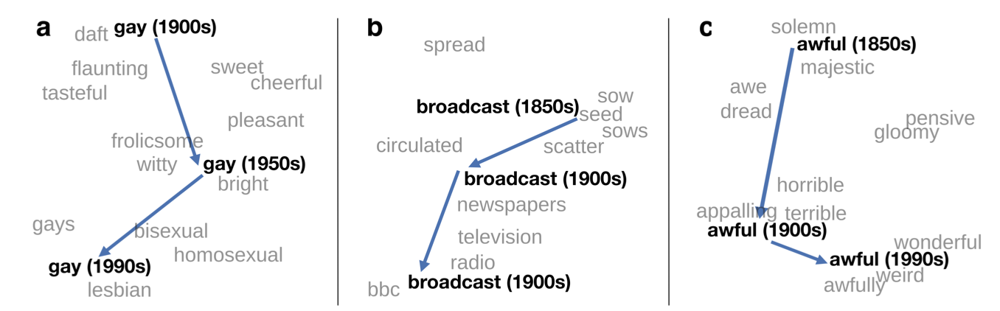 a
daft gay (1900s)
flaunting
sweet
cheerful
tasteful
pleasant
frolicsome
witty
gay (1950s)
bright
gays
bisexual
homosexual
gay (1990s)
lesbian
b
spread
sow
broadcast (1850s)
seed
sows
circulated
scatter
broadcast (1900s)
newspapers
television
radio
broadcast (1900s)
bbc
c
solemn
awful (1850s)
majestic
awe
dread
pensive
gloomy
horrible
appalling terrible
awful (1900s)
wonderful
awful (1990s)
weird
awfully